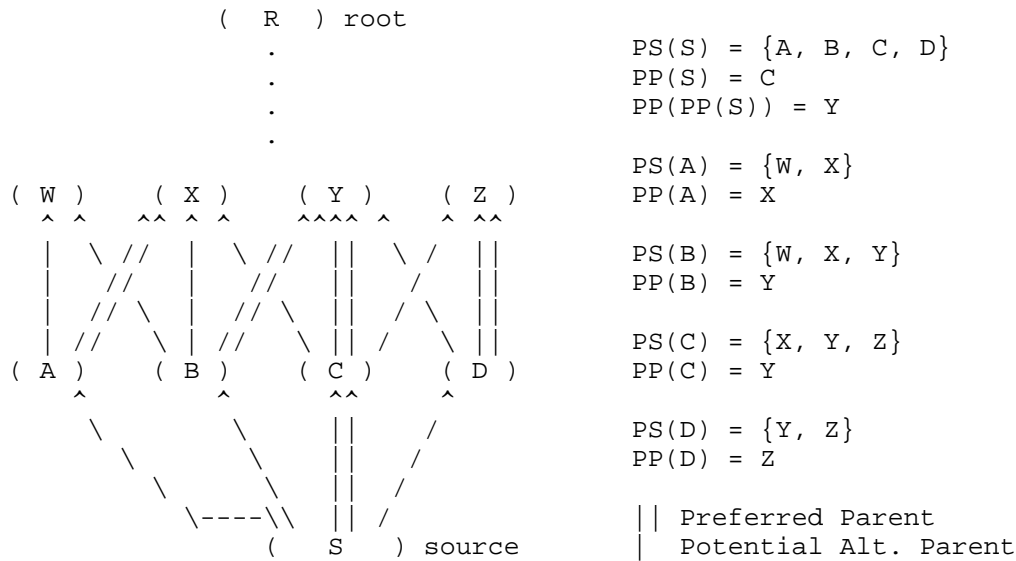 ( R ) root
PS(S) = {A, B, C, D}
PP(S) = C
PP(PP(S)) = Y
PS(A) = {W, X}
( W ) ( X ) ( Y ) ( Z )
PP(A) = X
PS(B) = {W, X, Y}
PP(B) = Y
PS(C) = {X, Y, Z}
( A ) ( B ) ( C ) ( D )
PP(C) = Y
PS(D) = {Y, Z}
PP(D) = Z
|| Preferred Parent
( S ) source
| Potential Alt. Parent